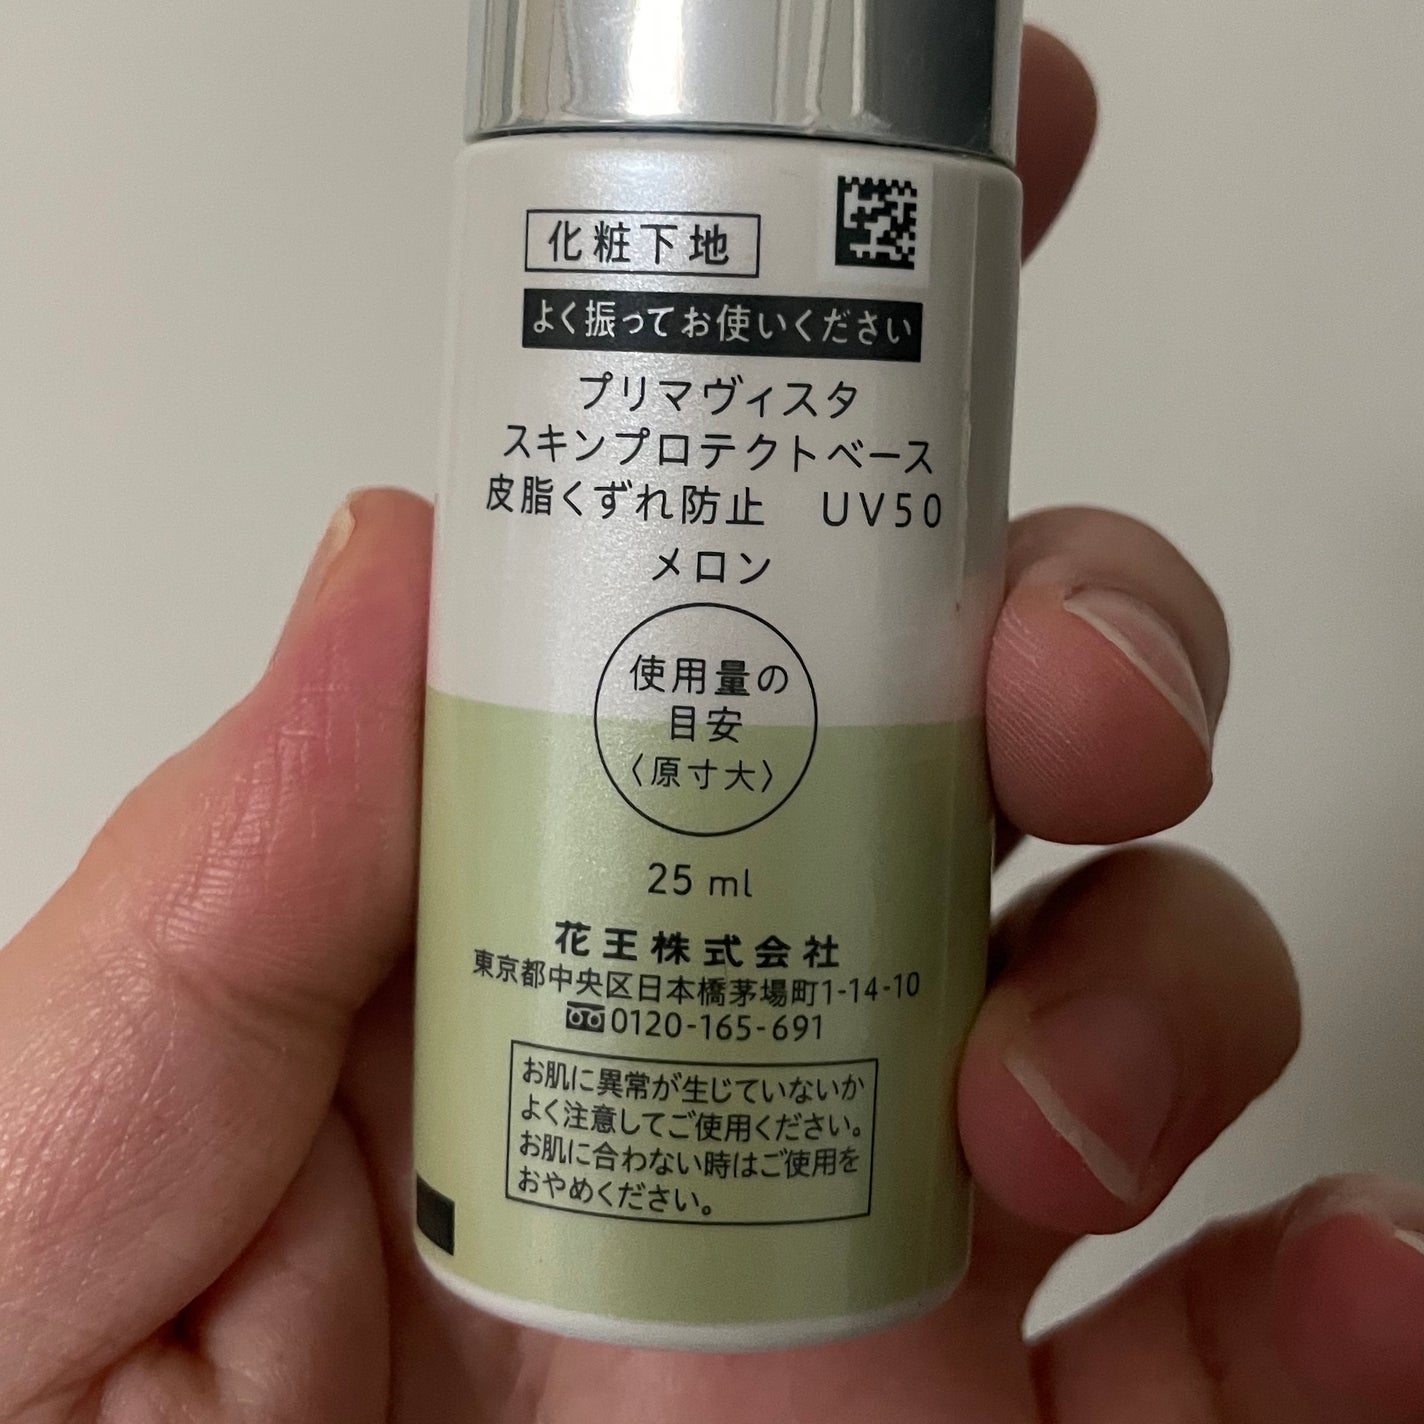 化粧下地
よく振ってお使いください
プリマヴィスタ
スキンプロテクトベース
皮脂くずれ防止 UV50
メロン
使用量の
目安
〈原寸大〉
25 ml
花王株式会社
東京都中央区日本橋茅場町1-14-10
0120-165-691
お肌に異常が生じていないか
よく注意してご使用ください。
お肌に合わない時はご使用を
おやめください。